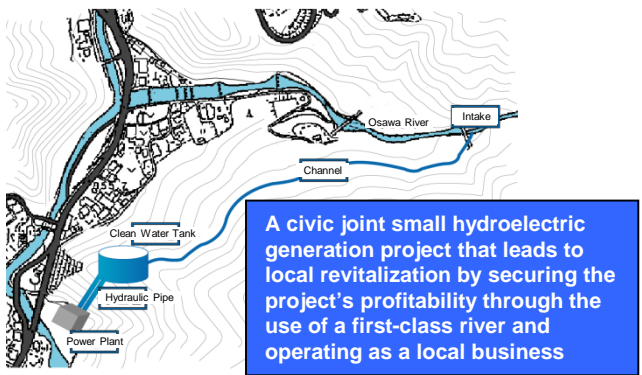 Osawa River
Intake
Channel
Clean Water Tank
Hydraulic Pipe
Power Plant
A civic joint small hydroelectric
generation project that leads to
local revitalization by securing the
project's profitability through the
use of a first-class river and
operating as a local business